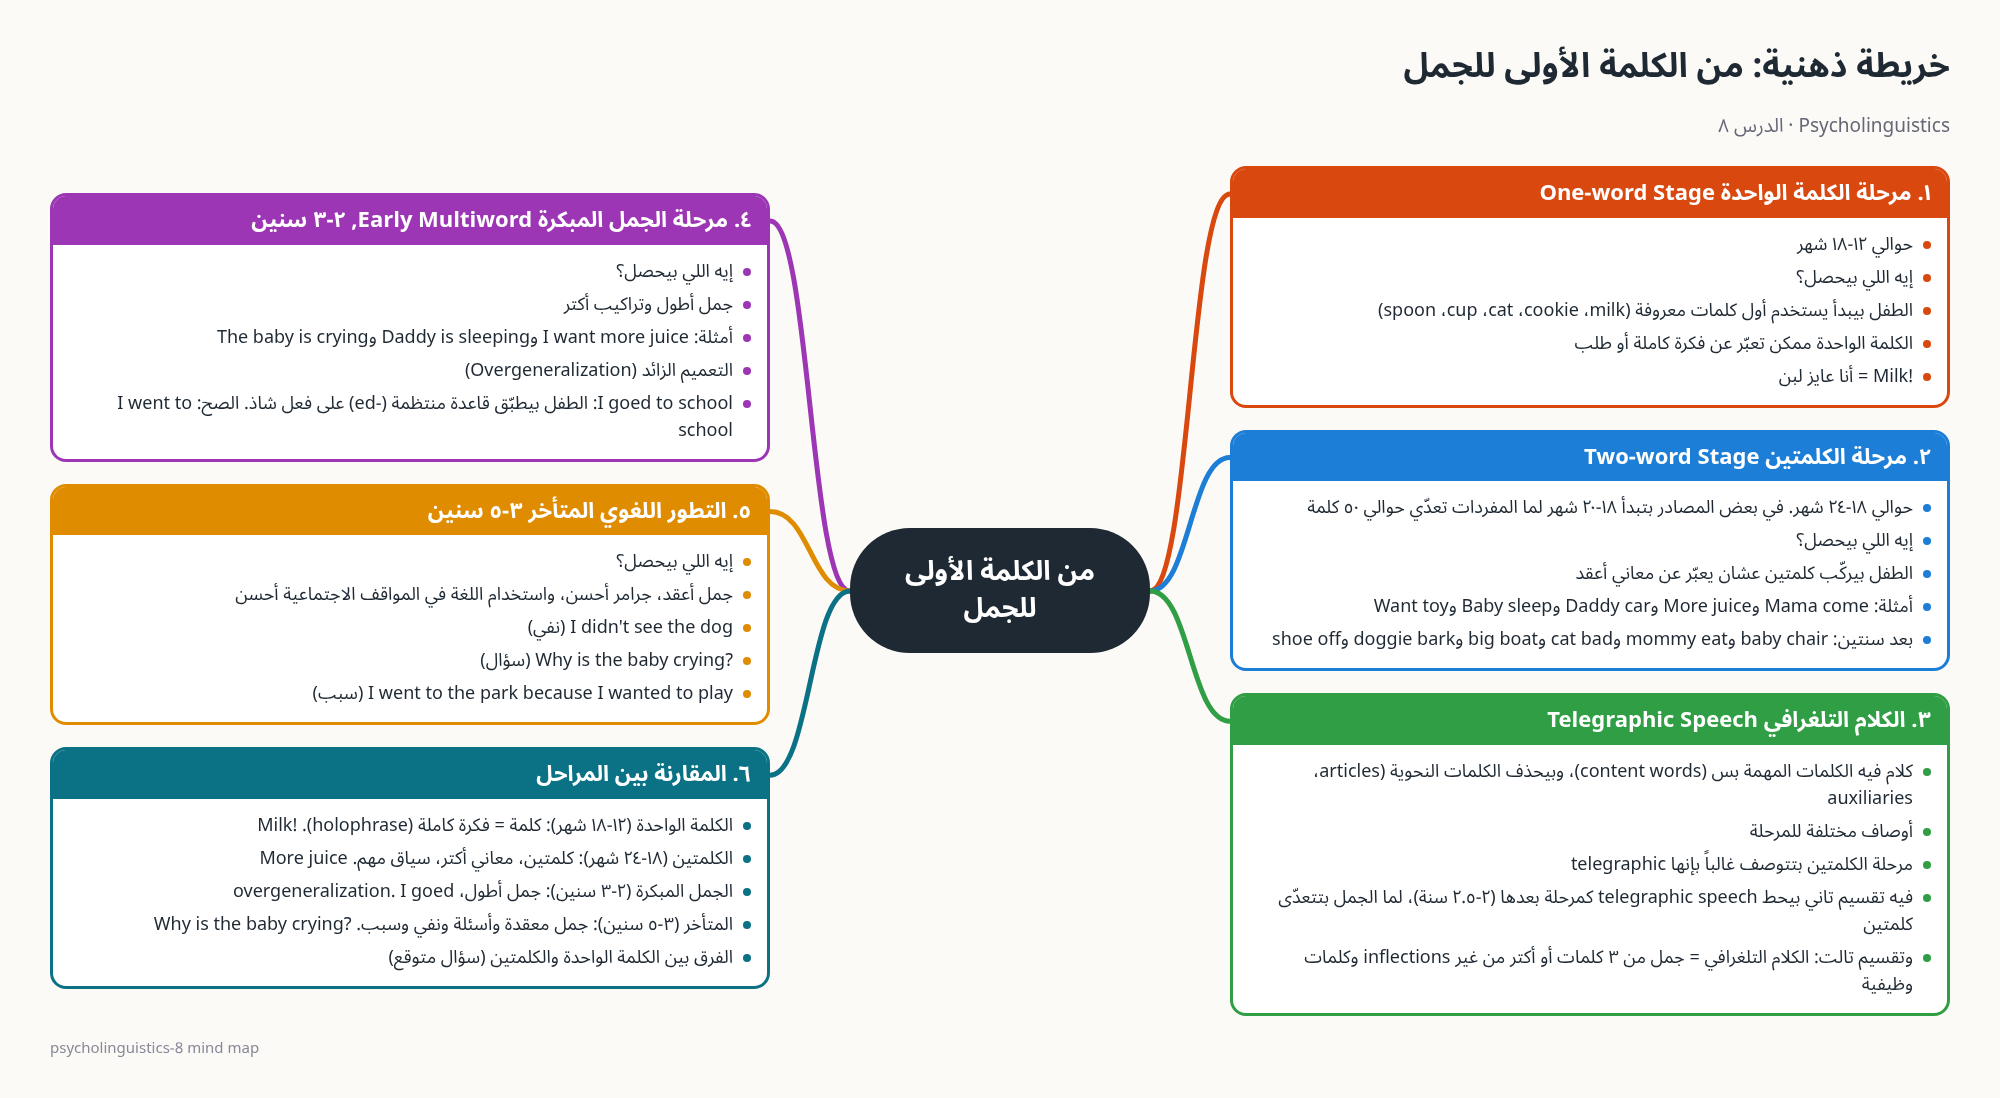 خريطة ذهنية: من الكلمة الأولى للجمل
Psycholinguistics · الدرس ٨
١. مرحلة الكلمة الواحدة One-word Stage
حوالي ١٢-١٨ شهر
إيه اللي بيحصل؟
الطفل بيبدأ يستخدم أول كلمات معروفة (milk، cookie، cat، cup، spoon)
الكلمة الواحدة ممكن تعبّر عن فكرة كاملة أو طلب
Milk! = أنا عايز لبن
٢. مرحلة الكلمتين Two-word Stage
حوالي ١٨-٢٤ شهر. في بعض المصادر بتبدأ ١٨-٢٠ شهر لما المفردات تعدّي حوالي ٥٠ كلمة
إيه اللي بيحصل؟
الطفل بيركّب كلمتين عشان يعبّر عن معاني أعقد
أمثلة: Mama come وMore juice وDaddy car وBaby sleep وWant toy
بعد سنتين: baby chair وmommy eat وcat bad وbig boat وdoggie bark وshoe off
٣. الكلام التلغرافي Telegraphic Speech
كلام فيه الكلمات المهمة بس (content words)، وبيحذف الكلمات النحوية (articles،
auxiliaries
أوصاف مختلفة للمرحلة
مرحلة الكلمتين بتتوصف غالباً بإنها telegraphic
فيه تقسيم تاني بيحط telegraphic speech كمرحلة بعدها (٢-٢.٥ سنة)، لما الجمل بتتعدّى
كلمتين
وتقسيم تالت: الكلام التلغرافي = جمل من ٣ كلمات أو أكتر من غير inflections وكلمات
وظيفية
من الكلمة الأولى
للجمل
٤. مرحلة الجمل المبكرة Early Multiword, ٢-٣ سنين
إيه اللي بيحصل؟
جمل أطول وتراكيب أكتر
أمثلة: I want more juice وDaddy is sleeping وThe baby is crying
التعميم الزائد (Overgeneralization)
I goed to school: الطفل بيطبّق قاعدة منتظمة (-ed) على فعل شاذ. الصح: I went to
school
٥. التطور اللغوي المتأخر ٣-٥ سنين
إيه اللي بيحصل؟
جمل أعقد، جرامر أحسن، واستخدام اللغة في المواقف الاجتماعية أحسن
I didn't see the dog (نفي)
Why is the baby crying? (سؤال)
I went to the park because I wanted to play (سبب)
٦. المقارنة بين المراحل
الكلمة الواحدة (١٢-١٨ شهر): كلمة = فكرة كاملة (holophrase). Milk!
الكلمتين (١٨-٢٤ شهر): كلمتين، معاني أكتر، سياق مهم. More juice
الجمل المبكرة (٢-٣ سنين): جمل أطول، overgeneralization. I goed
المتأخر (٣-٥ سنين): جمل معقدة وأسئلة ونفي وسبب. Why is the baby crying?
الفرق بين الكلمة الواحدة والكلمتين (سؤال متوقع)
psycholinguistics-8 mind map